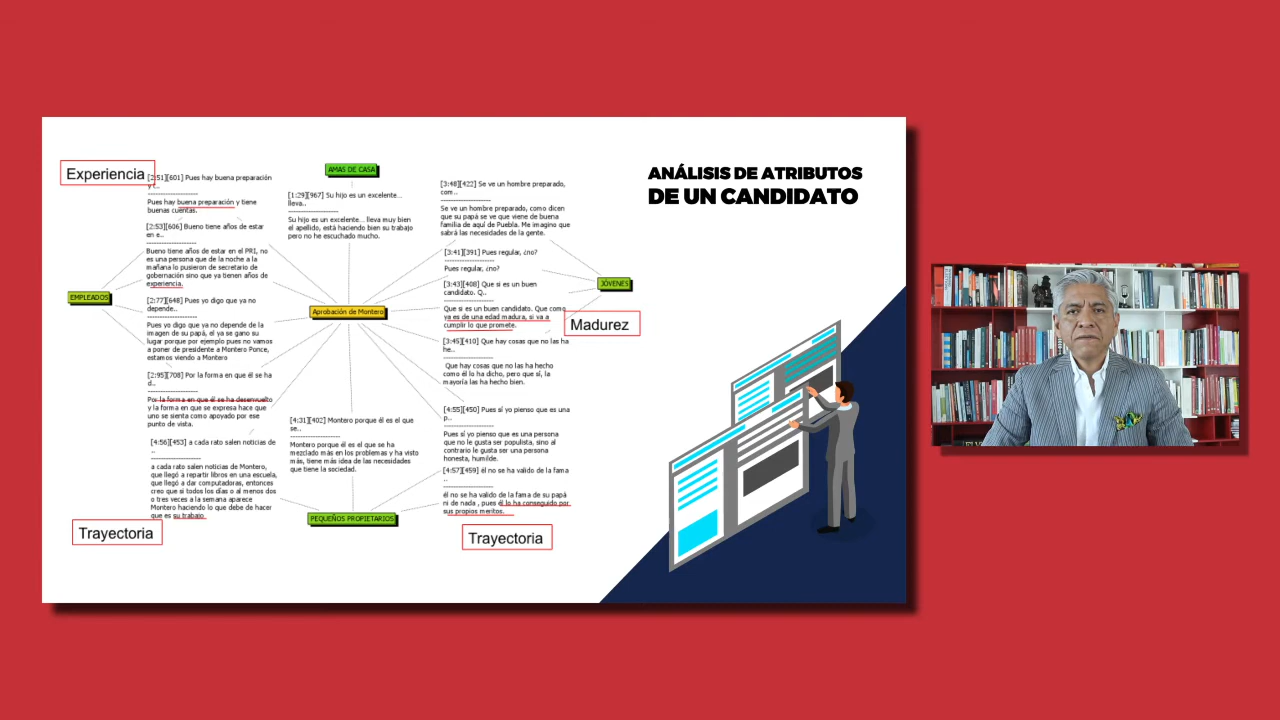 ANÁLISIS DE ATRIBUTOS
DE UN CANDIDATO
Experiencia
[2:51][601] Pues hay buena preparación
y t..
--------------------
Pues hay buena preparación y tiene
buenas cuentas.
[2:53][606] Bueno tiene años de estar
en e..
--------------------
Bueno tiene años de estar en el PRI, no
es una persona que de la noche a la
mañana lo pusieron de secretario de
gobernación sino que ya tienen años de
experiencia.
EMPLEADOS
[2:77][648] Pues yo digo que ya no
depende..
--------------------
Pues yo digo que ya no depende de la
imagen de su papá, el ya se gano su
lugar porque por ejemplo pues no vamos
a poner de presidente a Montero Ponce,
estamos viendo a Montero
[2:95][708] Por la forma en que él se ha
d..
--------------------
Por la forma en que él se ha desenvuelto
y la forma en que se expresa hace que
uno se sienta como apoyado por ese
punto de vista.
[4:56][453] a cada rato salen noticias de
..
--------------------
a cada rato salen noticias de Montero,
que llegó a repartir libros en una escuela,
que llegó a dar computadoras, entonces
creo que si todos los días o al menos dos
o tres veces a la semana aparece
Montero haciendo lo que debe de hacer
que es su trabajo.
Trayectoria
AMAS DE CASA
[1:29][967] Su hijo es un excelente...
lleva..
--------------------
Su hijo es un excelente... lleva muy bien
el apellido, está haciendo bien su trabajo
pero no he escuchado mucho.
Aprobación de Montero
[4:31][402] Montero porque él es el que
se..
--------------------
Montero porque él es el que se ha
mezclado más en los problemas y ha visto
más, tiene más idea de las necesidades
que tiene la sociedad.
PEQUEÑOS PROPIETARIOS
[3:48][422] Se ve un hombre preparado,
com..
--------------------
Se ve un hombre preparado, como dicen
que su papá se ve que viene de buena
familia de aquí de Puebla. Me imagino que
sabrá las necesidades de la gente.
[3:41][391] Pues regular, ¿no?
--------------------
Pues regular, ¿no?
[3:43][408] Que si es un buen
candidato. Q..
--------------------
Que si es un buen candidato. Que como
ya es de una edad madura, si va a
cumplir lo que promete.
JÓVENES
Madurez
[3:45][410] Que hay cosas que no las ha
he..
--------------------
Que hay cosas que no las ha hecho
como él lo ha dicho, pero que sí, la
mayoría las ha hecho bien.
[4:55][450] Pues sí yo pienso que es una
p..
--------------------
Pues sí yo pienso que es una persona
que no le gusta ser populista, sino al
contrario le gusta ser una persona
honesta, humilde.
[4:57][459] él no se ha valido de la fama
..
--------------------
él no se ha valido de la fama de su papá
ni de nada , pues él lo ha conseguido por
sus propios meritos.
Trayectoria